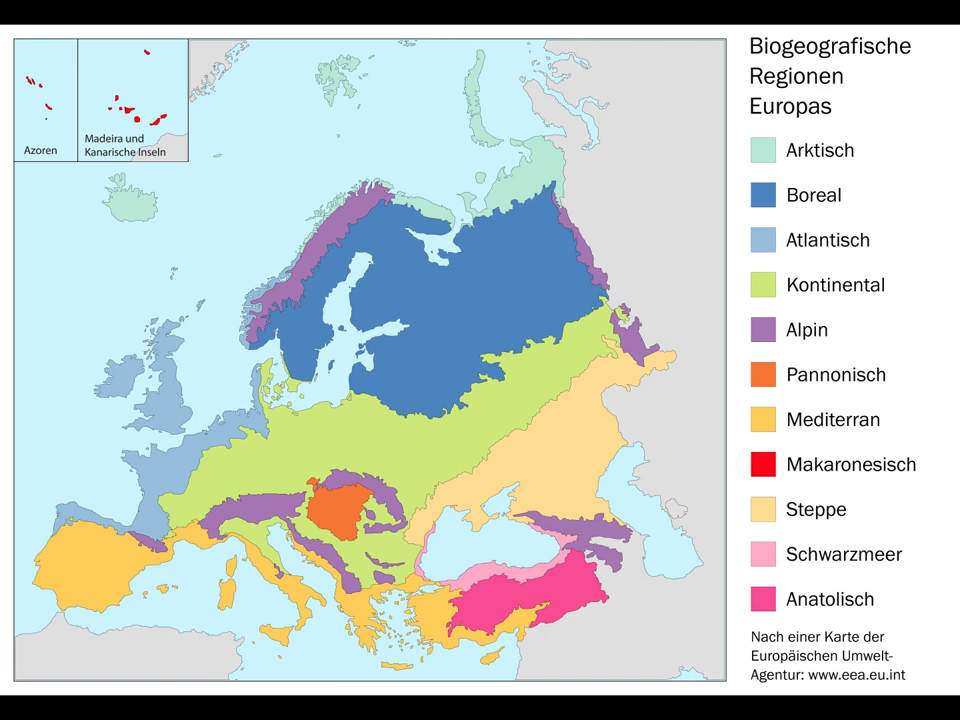 Biogeografische
Regionen
Europas
Arktisch
Boreal
Atlantisch
Kontinental
Alpin
Pannonisch
Mediterran
Makaronesisch
Steppe
Schwarzmeer
Anatolisch
Nach einer Karte der
Europäischen Umwelt-
Agentur: www.eea.eu.int
Azoren
Madeira und
Kanarische Inseln